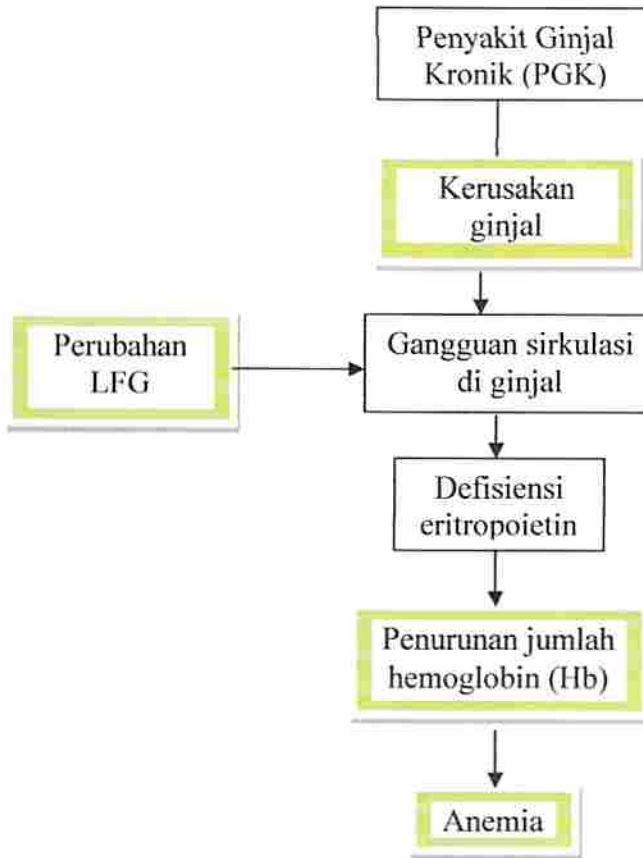 Penyakit Ginjal
Kronik (PGK)
Kerusakan
ginjal
Perubahan
LFG
Gangguan sirkulasi
di ginjal
Defisiensi
eritropoietin
Penurunan jumlah
hemoglobin (Hb)
Anemia